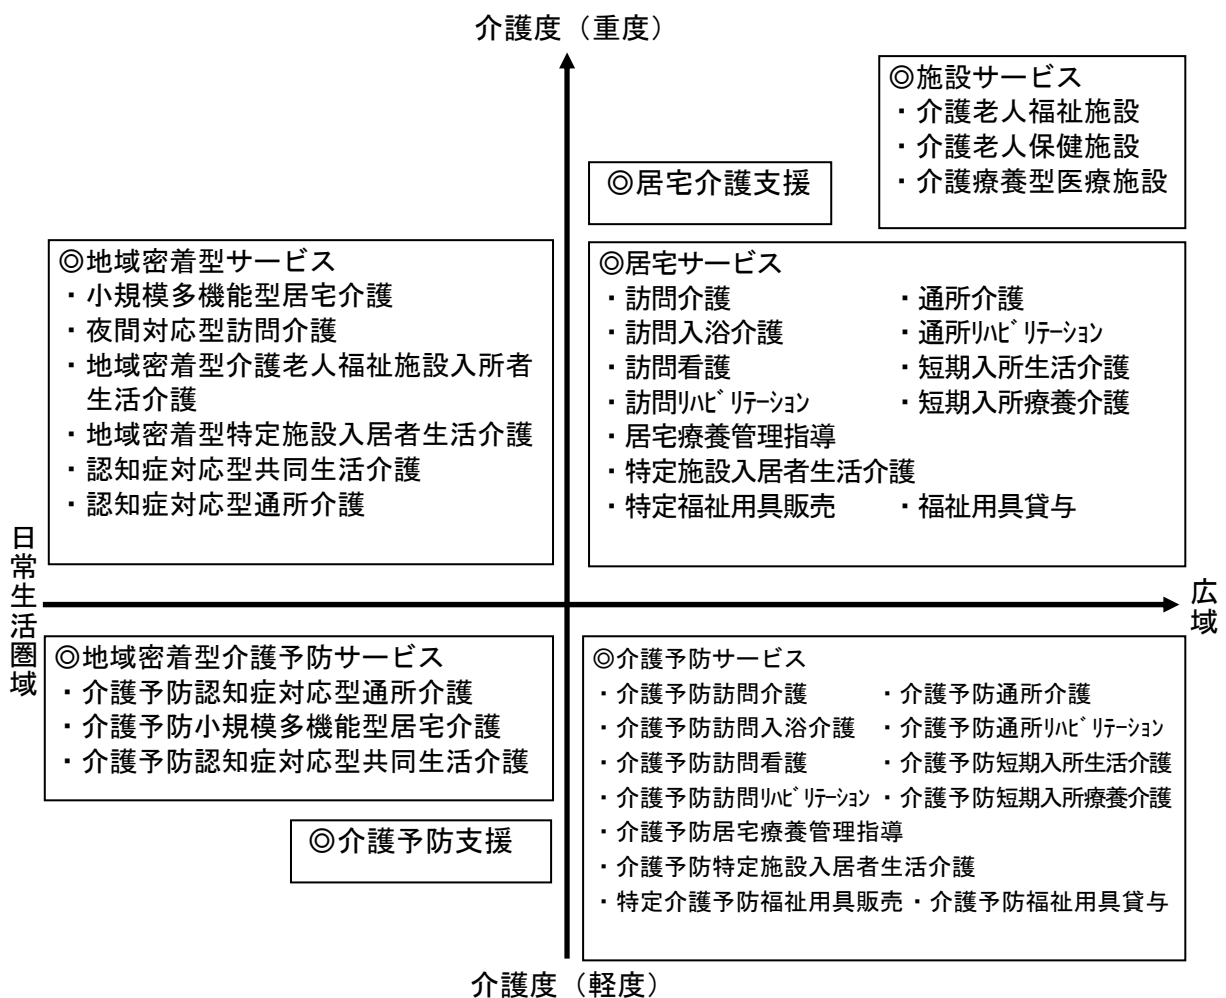 介護度（重度）
◎施設サービス
・介護老人福祉施設
・介護老人保健施設
・介護療養型医療施設
◎居宅介護支援
◎地域密着型サービス
・小規模多機能型居宅介護
・夜間対応型訪問介護
・地域密着型介護老人福祉施設入所者
生活介護
・地域密着型特定施設入居者生活介護
・認知症対応型共同生活介護
・認知症対応型通所介護
◎居宅サービス
・訪問介護 ・通所介護
・訪問入浴介護 ・通所ﾘﾊﾋﾞﾘﾃｰｼｮﾝ
・訪問看護 ・短期入所生活介護
・訪問ﾘﾊﾋﾞﾘﾃｰｼｮﾝ ・短期入所療養介護
・居宅療養管理指導
・特定施設入居者生活介護
・特定福祉用具販売 ・福祉用具貸与
日常生活圏域
広域
◎地域密着型介護予防サービス
・介護予防認知症対応型通所介護
・介護予防小規模多機能型居宅介護
・介護予防認知症対応型共同生活介護
◎介護予防支援
◎介護予防サービス
・介護予防訪問介護 ・介護予防通所介護
・介護予防訪問入浴介護 ・介護予防通所ﾘﾊﾋﾞﾘﾃｰｼｮﾝ
・介護予防訪問看護 ・介護予防短期入所生活介護
・介護予防訪問ﾘﾊﾋﾞﾘﾃｰｼｮﾝ ・介護予防短期入所療養介護
・介護予防居宅療養管理指導
・介護予防特定施設入居者生活介護
・特定介護予防福祉用具販売 ・介護予防福祉用具貸与
介護度（軽度）